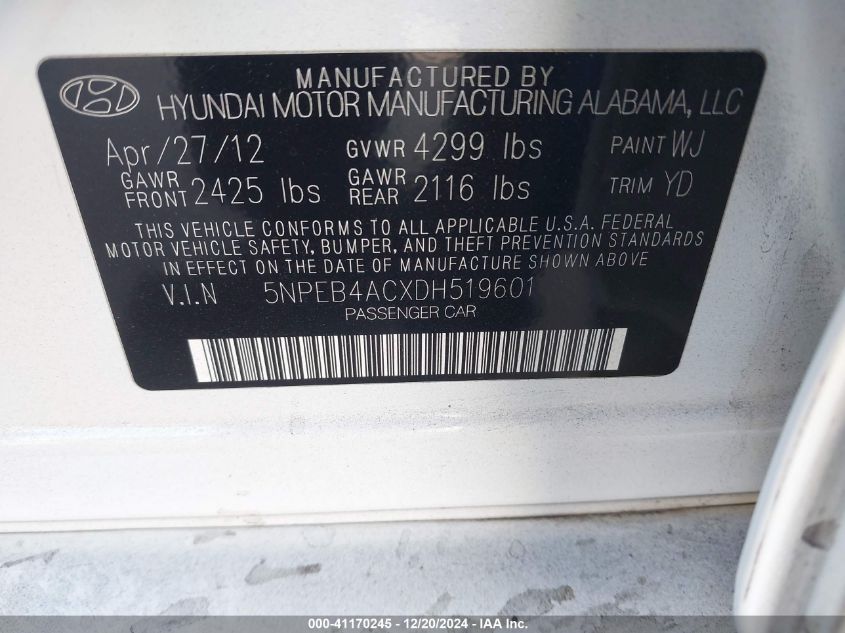 MANUFACTURED BY
HYUNDAI MOTOR MANUFACTURING ALABAMA, LLC
Apr/27/12 GVWR 4299 lbs PAINT WJ
GAWR FRONT 2425 lbs GAWR REAR 2116 lbs TRIM YD
THIS VEHICLE CONFORMS TO ALL APPLICABLE U.S.A. FEDERAL
MOTOR VEHICLE SAFETY, BUMPER, AND THEFT PREVENTION STANDARDS
IN EFFECT ON THE DATE OF MANUFACTURE SHOWN ABOVE
V.I.N 5NPEB4ACXDH519601
PASSENGER CAR
000-41170245 - 12/20/2024 - IAAI.com